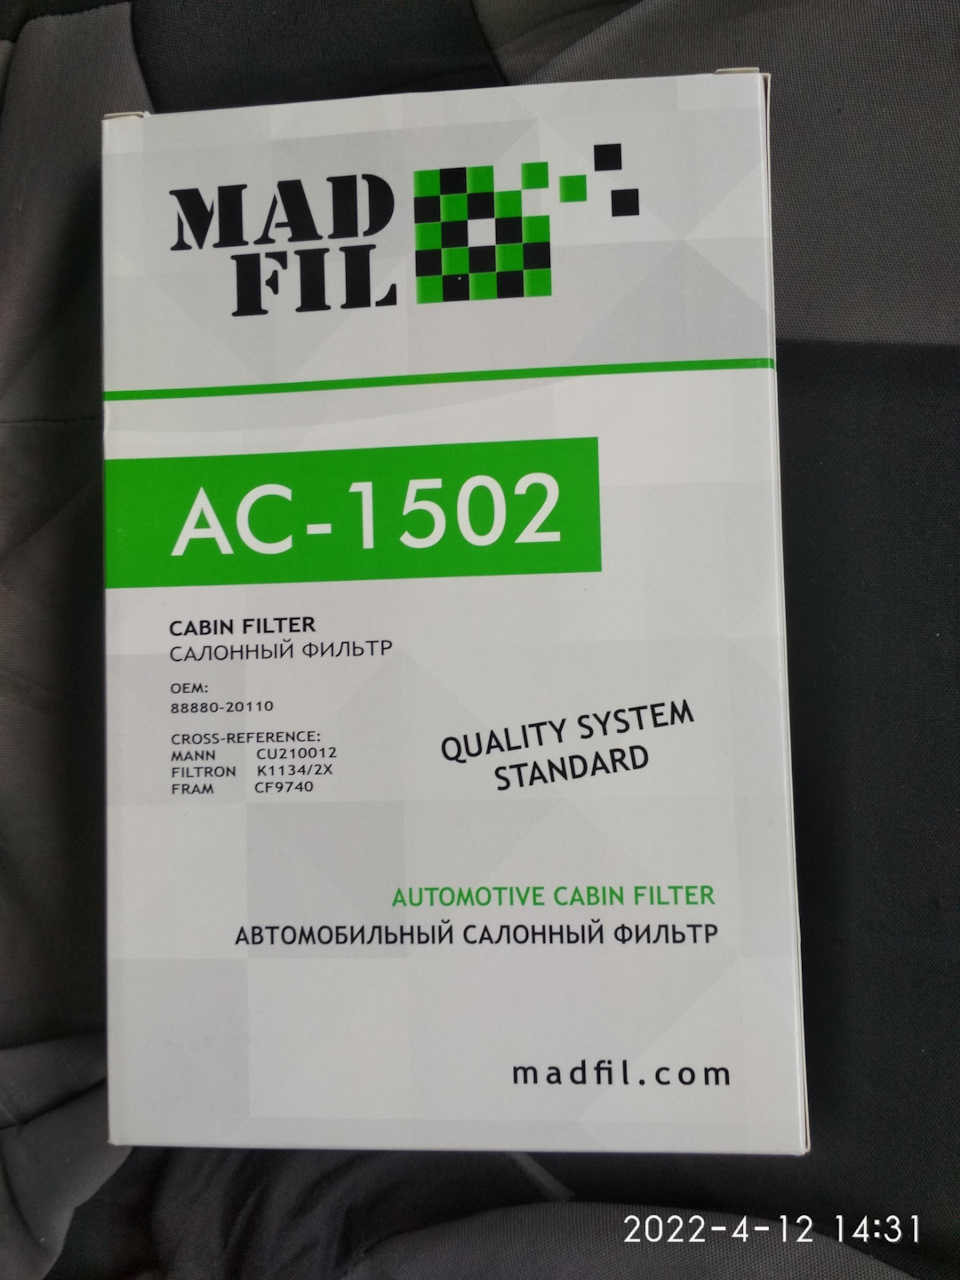 MAD
FIL
AC-1502
CABIN FILTER
САЛОННЫЙ ФИЛЬТР
OEM:
88880-20110
CROSS-REFERENCE:
MANN CU210012
FILTRON K1134/2X
FRAM CF9740
QUALITY SYSTEM
STANDARD
AUTOMOTIVE CABIN FILTER
АВТОМОБИЛЬНЫЙ САЛОННЫЙ ФИЛЬТР
madfil.com
2022-4-12 14:31